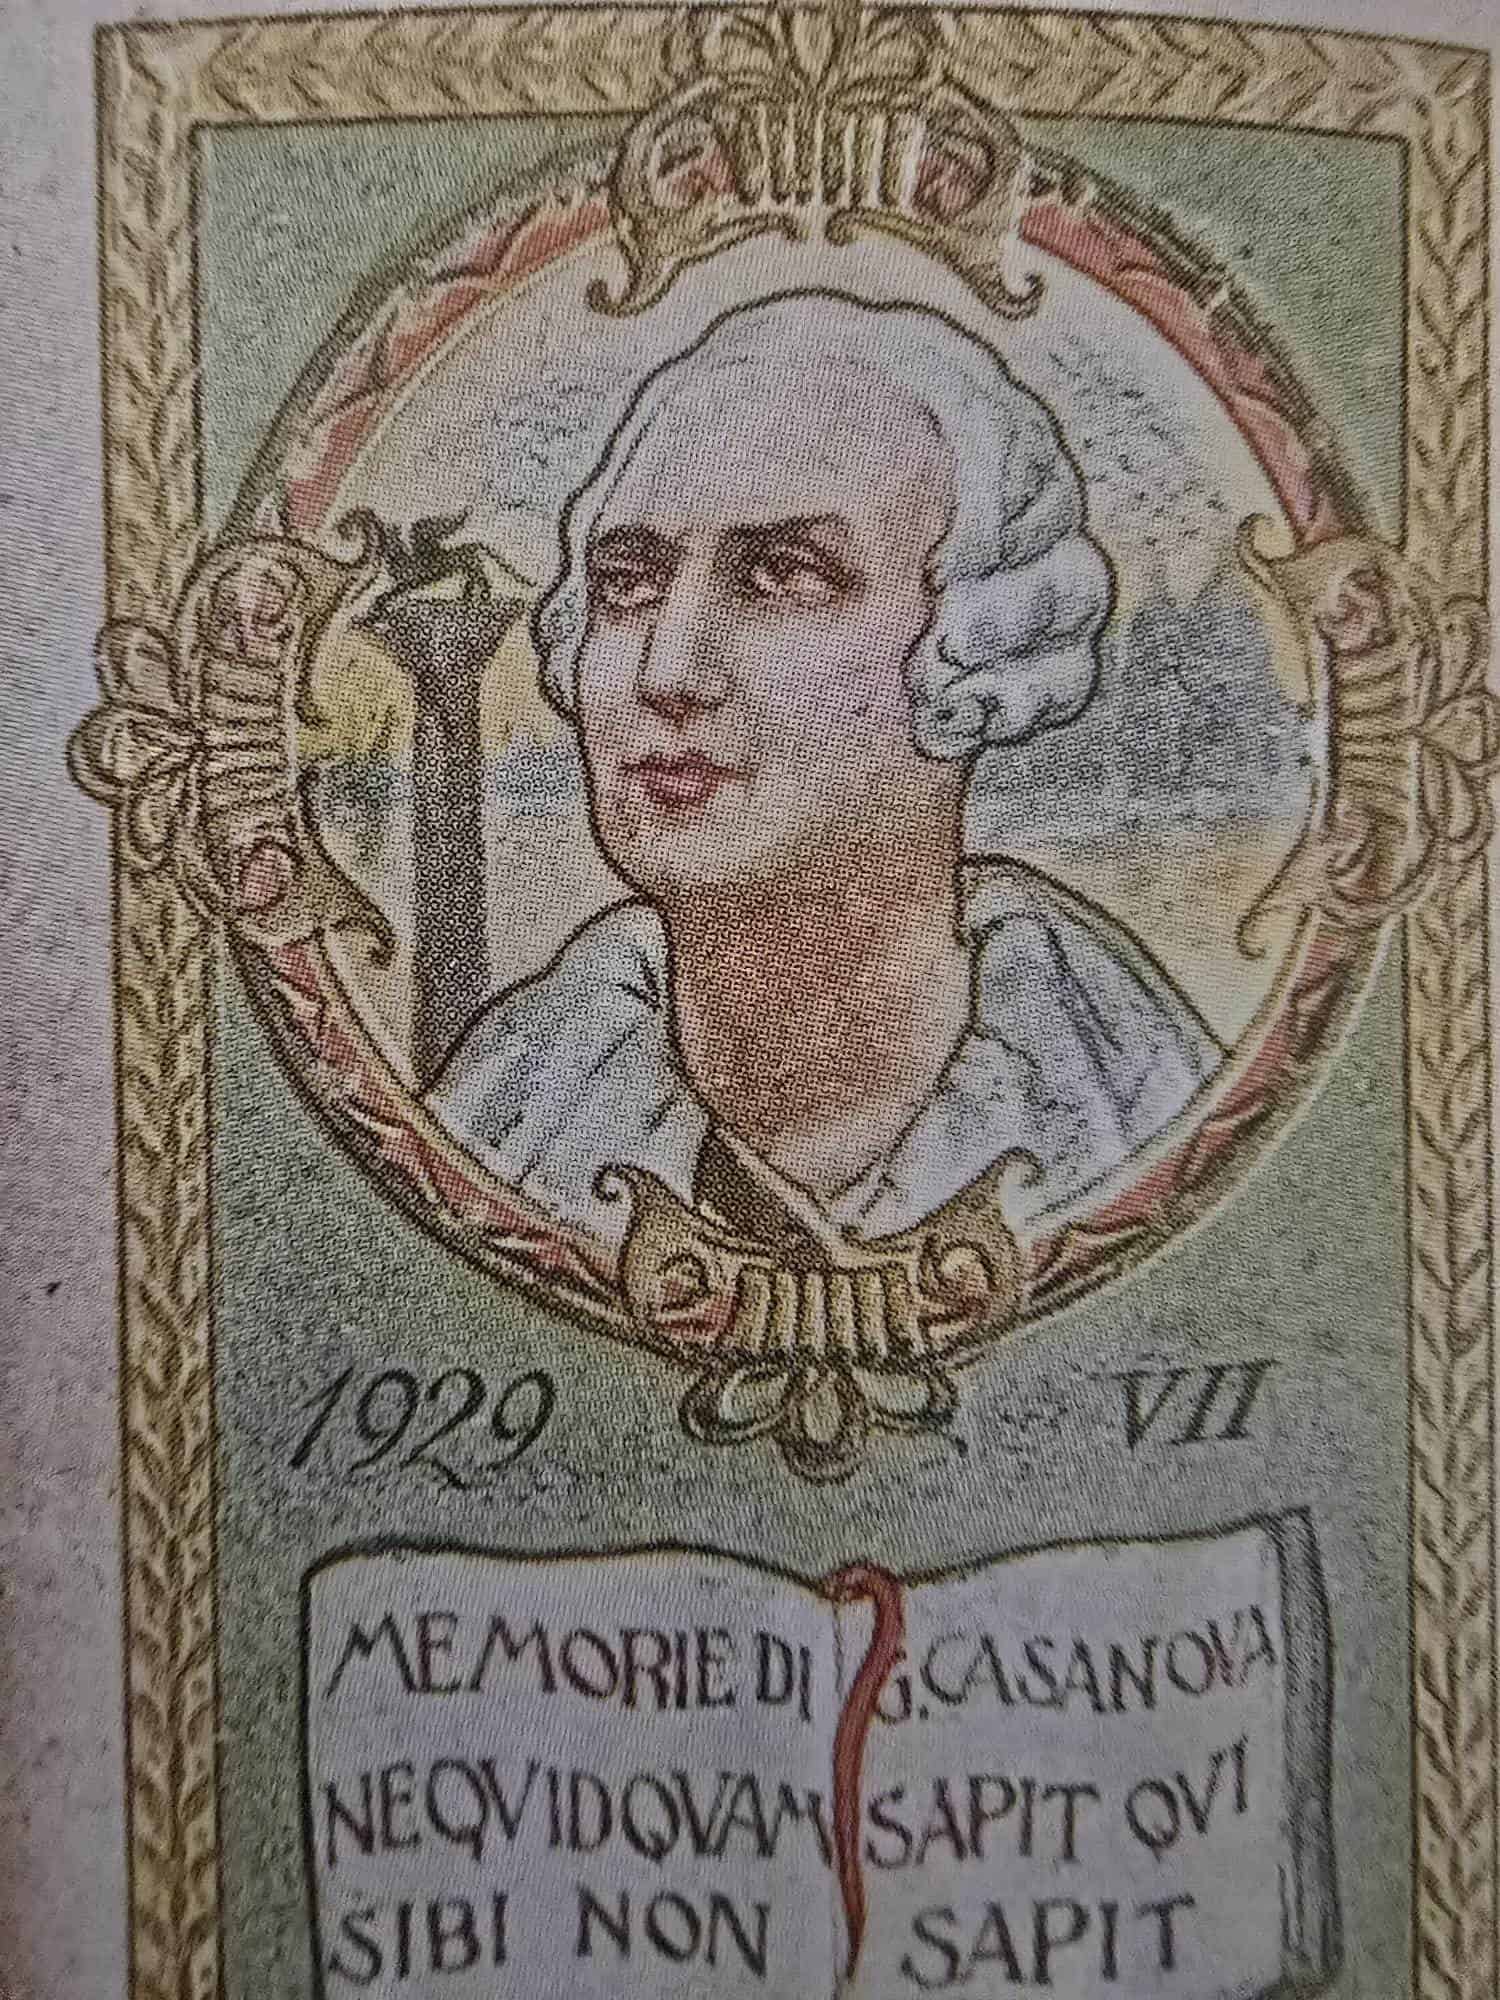 1929 VII
MEMORIE DI G. CASANOVA
NEQVIDQVAM SAPIT QVI
SIBI NON SAPIT